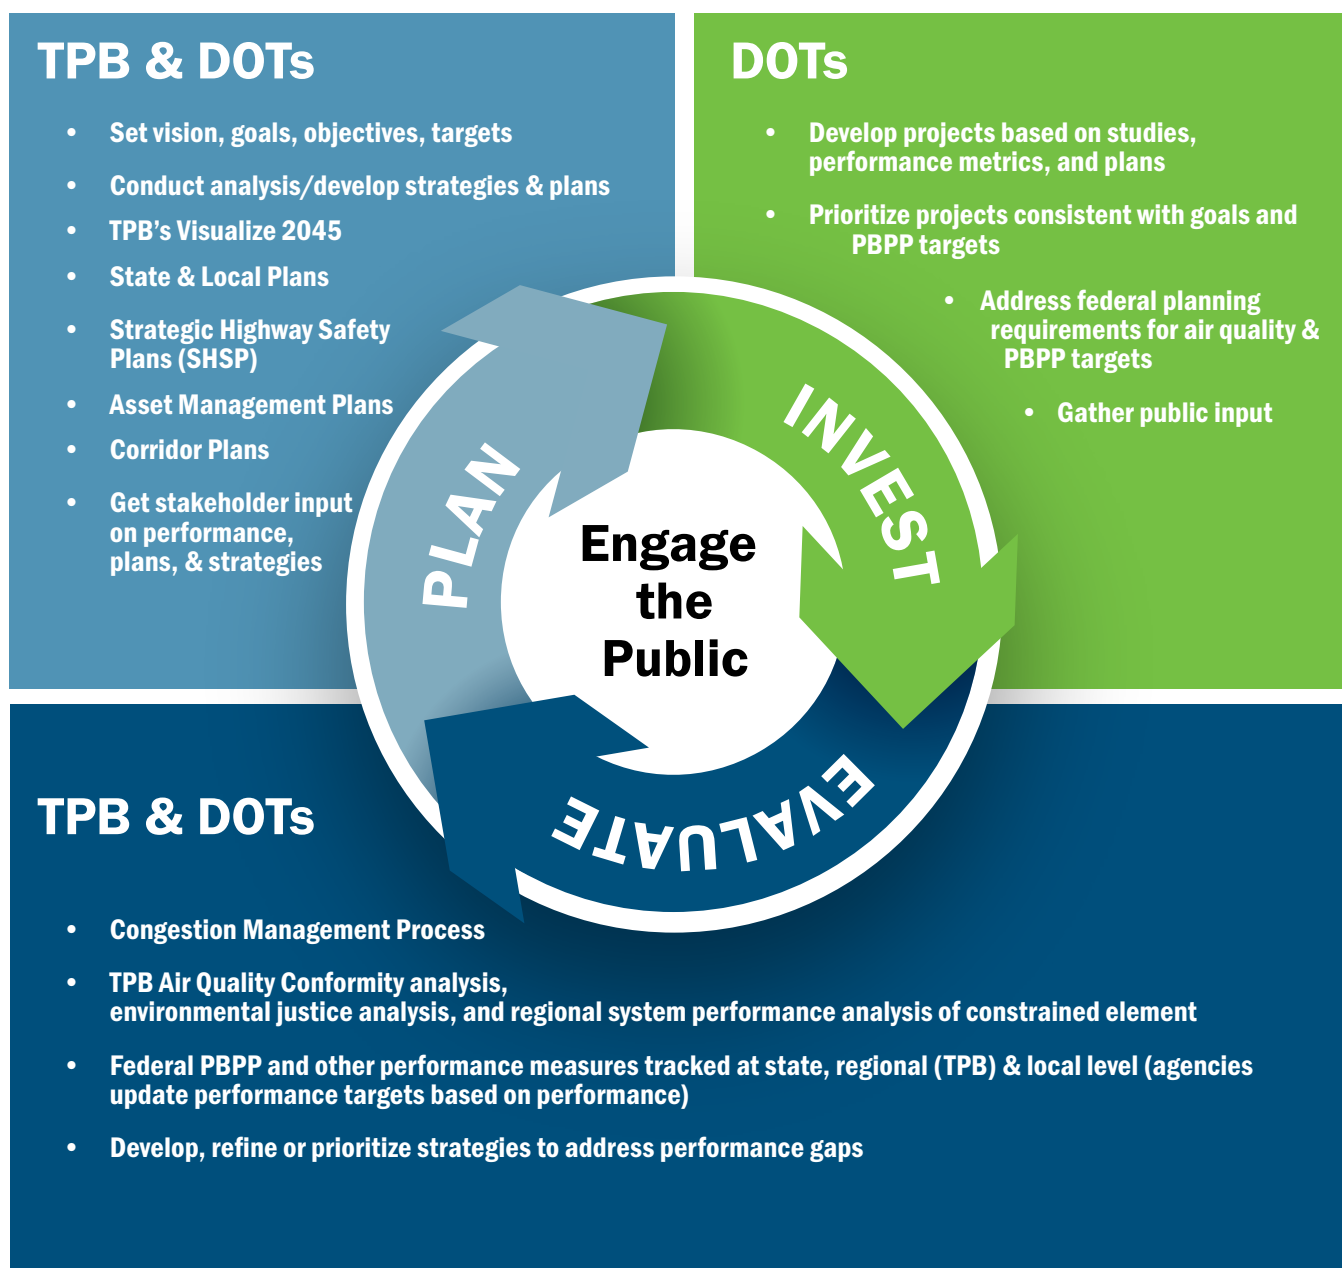 TPB & DOTs
• Set vision, goals, objectives, targets
• Conduct analysis/develop strategies & plans
• TPB’s Visualize 2045
• State & Local Plans
• Strategic Highway Safety
Plans (SHSP)
• Asset Management Plans
• Corridor Plans
• Get stakeholder input
on performance,
plans, & strategies
DOTs
• Develop projects based on studies,
performance metrics, and plans
• Prioritize projects consistent with goals and
PBPP targets
• Address federal planning
requirements for air quality &
PBPP targets
• Gather public input
PLAN
INVEST
EVALUATE
Engage
the
Public
TPB & DOTs
• Congestion Management Process
• TPB Air Quality Conformity analysis,
environmental justice analysis, and regional system performance analysis of constrained element
• Federal PBPP and other performance measures tracked at state, regional (TPB) & local level (agencies
update performance targets based on performance)
• Develop, refine or prioritize strategies to address performance gaps